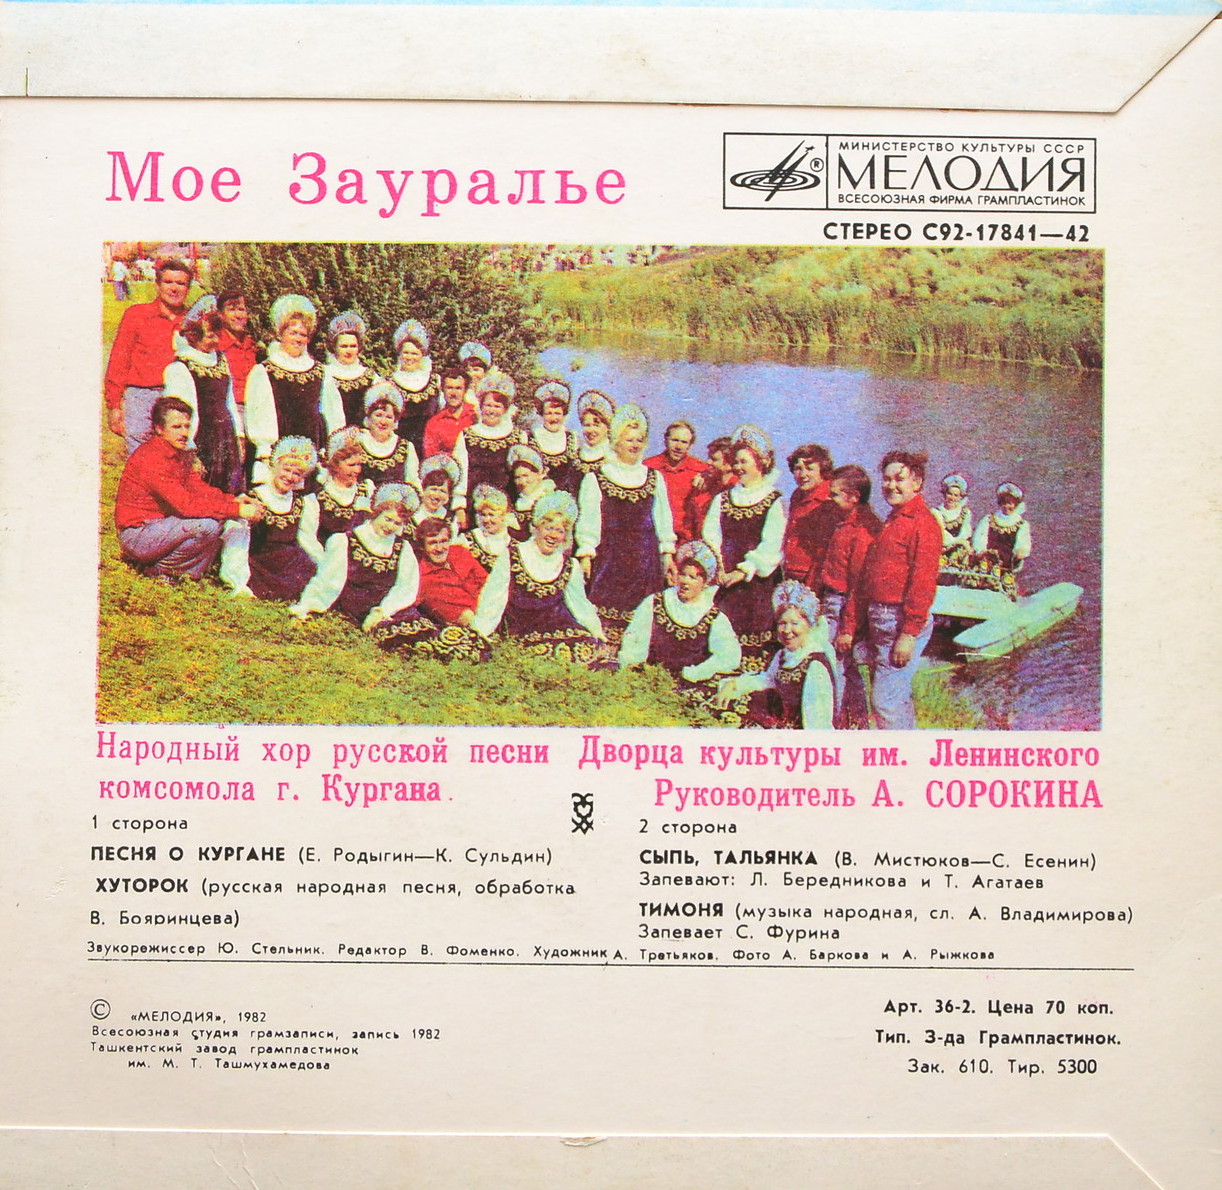 Мое Зауралье
®
МИНИСТЕРСТВО КУЛЬТУРЫ СССР
МЕЛОДИЯ
ВСЕСОЮЗНАЯ ФИРМА ГРАМПЛАСТИНОК
СТЕРЕО С92-17841—42
Народный хор русской песни Дворца культуры им. Ленинского
комсомола г. Кургана. Руководитель А. СОРОКИНА
1 сторона
ПЕСНЯ О КУРГАНЕ (Е. Родыгин—К. Сульдин)
ХУТОРОК (русская народная песня, обработка
В. Бояринцева)
2 сторона
СЫПЬ, ТАЛЬЯНКА (В. Мистюков—С. Есенин)
Запевают: Л. Бередникова и Т. Агатаев
ТИМОНЯ (музыка народная, сл. А. Владимирова)
Запевает С. Фурина
Звукорежиссер Ю. Стельник. Редактор В. Фоменко. Художник А. Третьяков. Фото А. Баркова и А. Рыжкова
© «МЕЛОДИЯ», 1982
Всесоюзная студия грамзаписи, запись 1982
Ташкентский завод грампластинок
им. М. Т. Ташмухамедова
Арт. 36-2. Цена 70 коп.
Тип. З-да Грампластинок.
Зак. 610. Тир. 5300